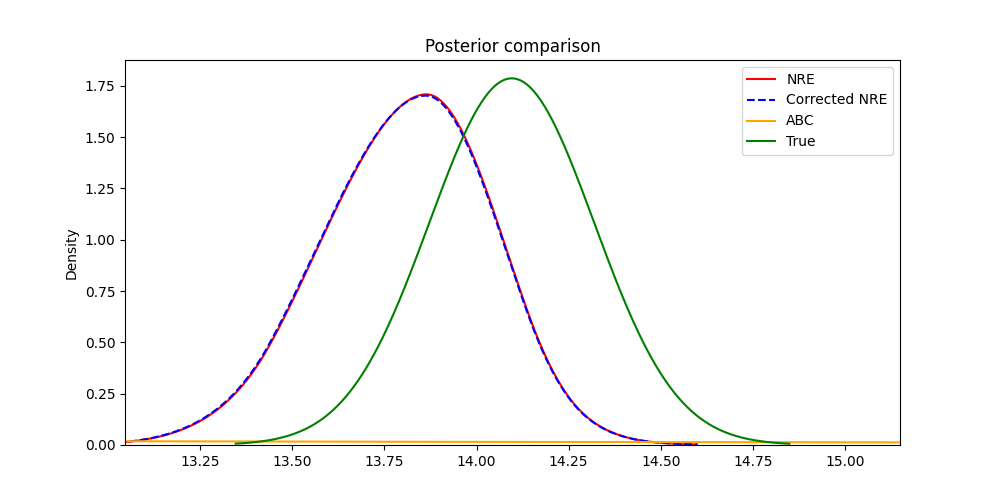 Posterior comparison
NRE
Corrected NRE
ABC
True
Density
1.75
1.50
1.25
1.00
0.75
0.50
0.25
0.00
13.25 13.50 13.75 14.00 14.25 14.50 14.75 15.00